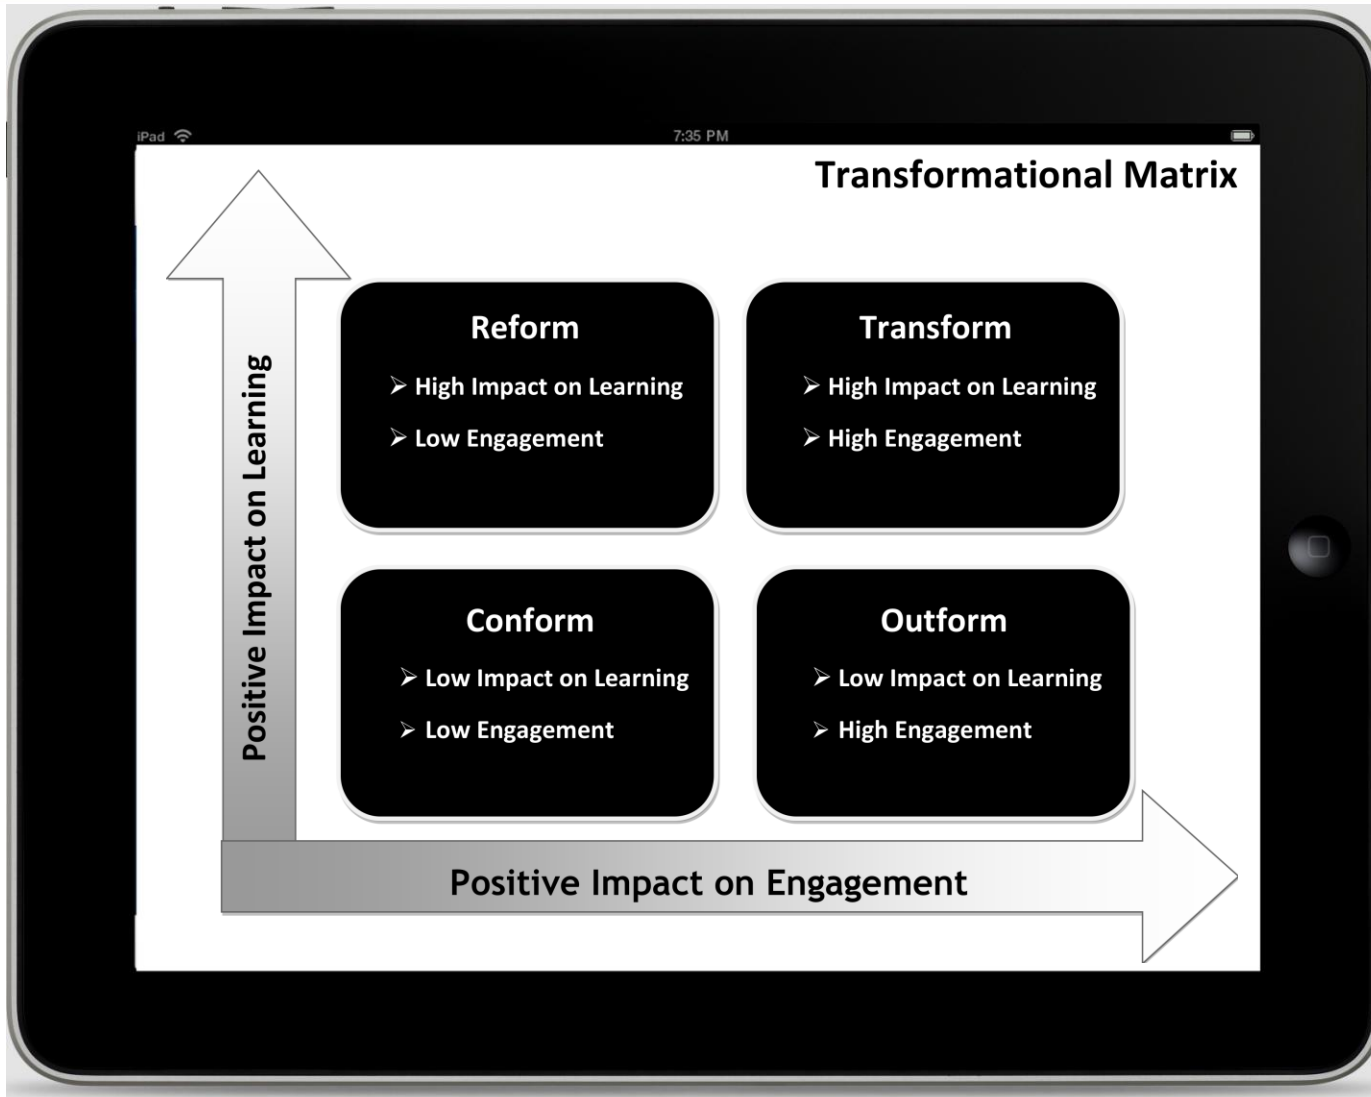 iPad
7:35 PM
Transformational Matrix
Positive Impact on Learning
Reform
➢ High Impact on Learning
➢ Low Engagement
Transform
➢ High Impact on Learning
➢ High Engagement
Conform
➢ Low Impact on Learning
➢ Low Engagement
Outform
➢ Low Impact on Learning
➢ High Engagement
Positive Impact on Engagement